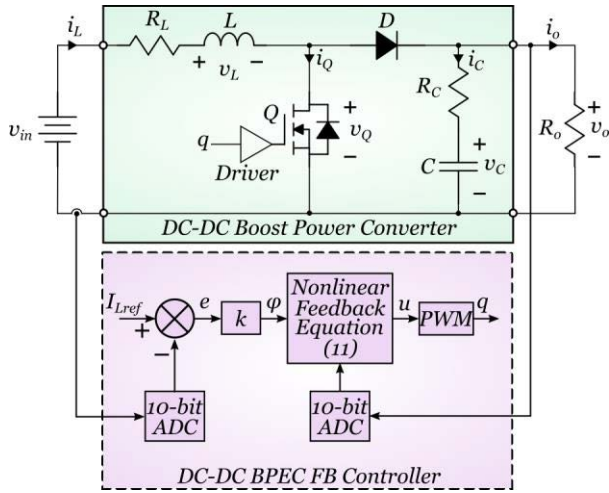 i_L R_L L D i_o
+ v_L − i_Q i_C
R_C
Q + v_Q − R_o + v_o −
v_in q
Driver C + v_C −
DC-DC Boost Power Converter
I_Lref e φ u q
+ −
k
Nonlinear
Feedback
Equation
(11)
PWM
10-bit
ADC
10-bit
ADC
DC-DC BPEC FB Controller